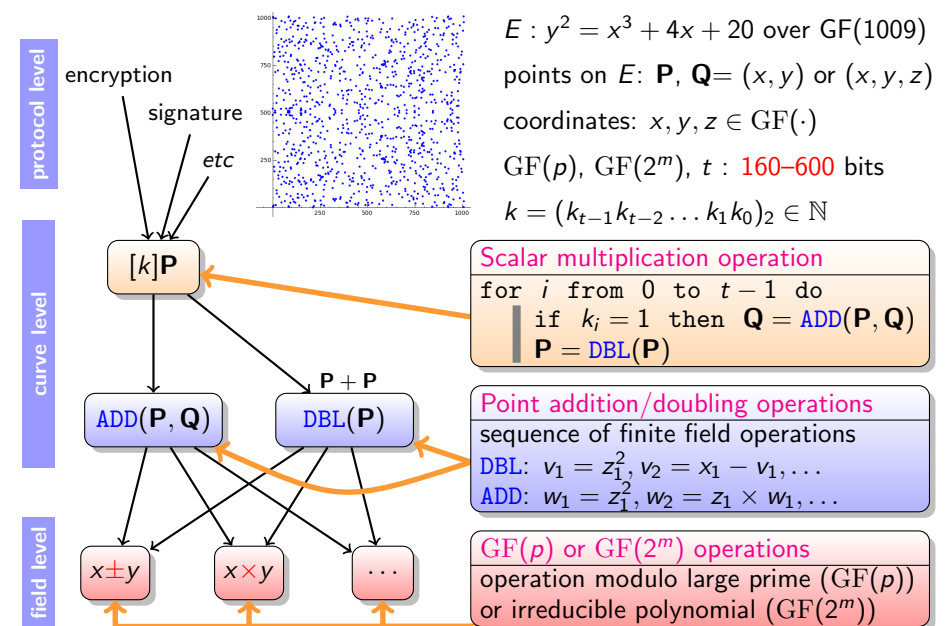 protocol level
encryption
signature
etc
1000
750
500
250
0
250
500
750
1000
E : y² = x³ + 4x + 20 over GF(1009)
points on E: P, Q= (x, y) or (x, y, z)
coordinates: x, y, z ∈ GF(·)
GF(p), GF(2ᵐ), t : 160–600 bits
k = (kₜ₋₁kₜ₋₂ … k₁k₀)₂ ∈ ℕ
curve level
[k]P
Scalar multiplication operation
for i from 0 to t − 1 do
if kᵢ = 1 then Q = ADD(P, Q)
P = DBL(P)
P + P
ADD(P, Q)
DBL(P)
Point addition/doubling operations
sequence of finite field operations
DBL: v₁ = z₁², v₂ = x₁ − v₁, …
ADD: w₁ = z₁², w₂ = z₁ × w₁, …
field level
x±y
x×y
…
GF(p) or GF(2ᵐ) operations
operation modulo large prime (GF(p))
or irreducible polynomial (GF(2ᵐ))